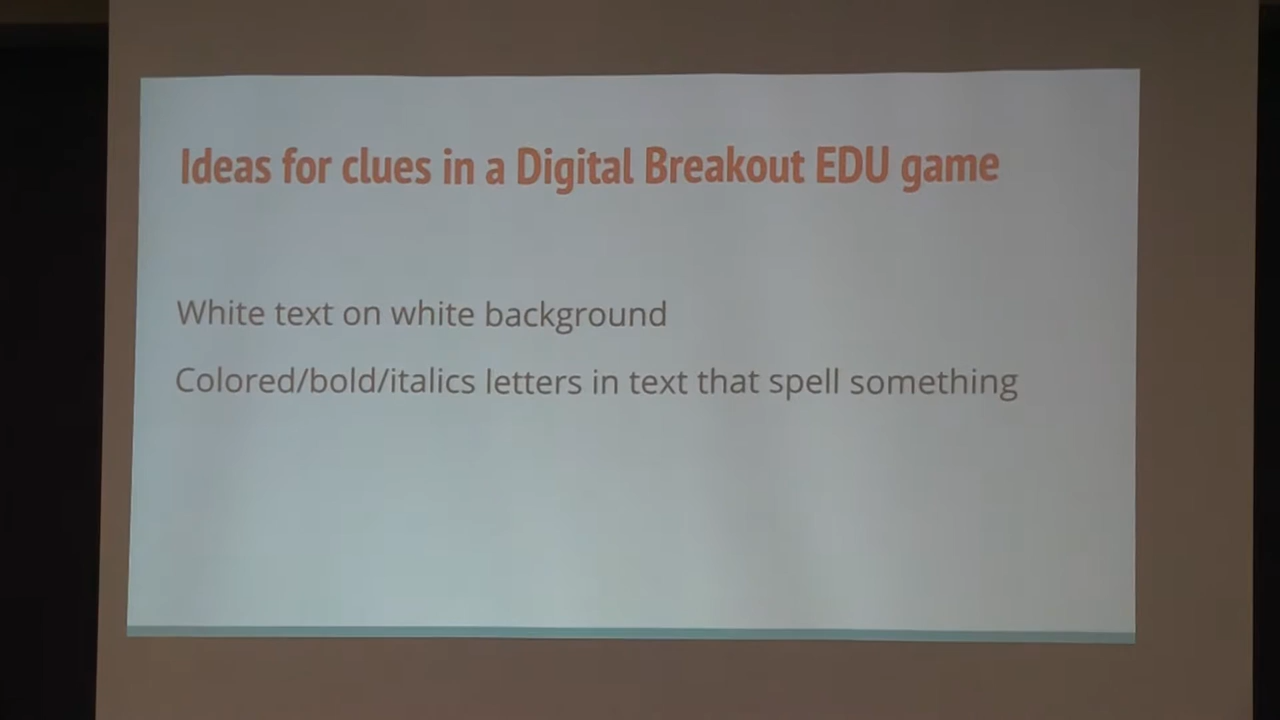 Ideas for clues in a Digital Breakout EDU game
White text on white background
Colored/bold/italics letters in text that spell something